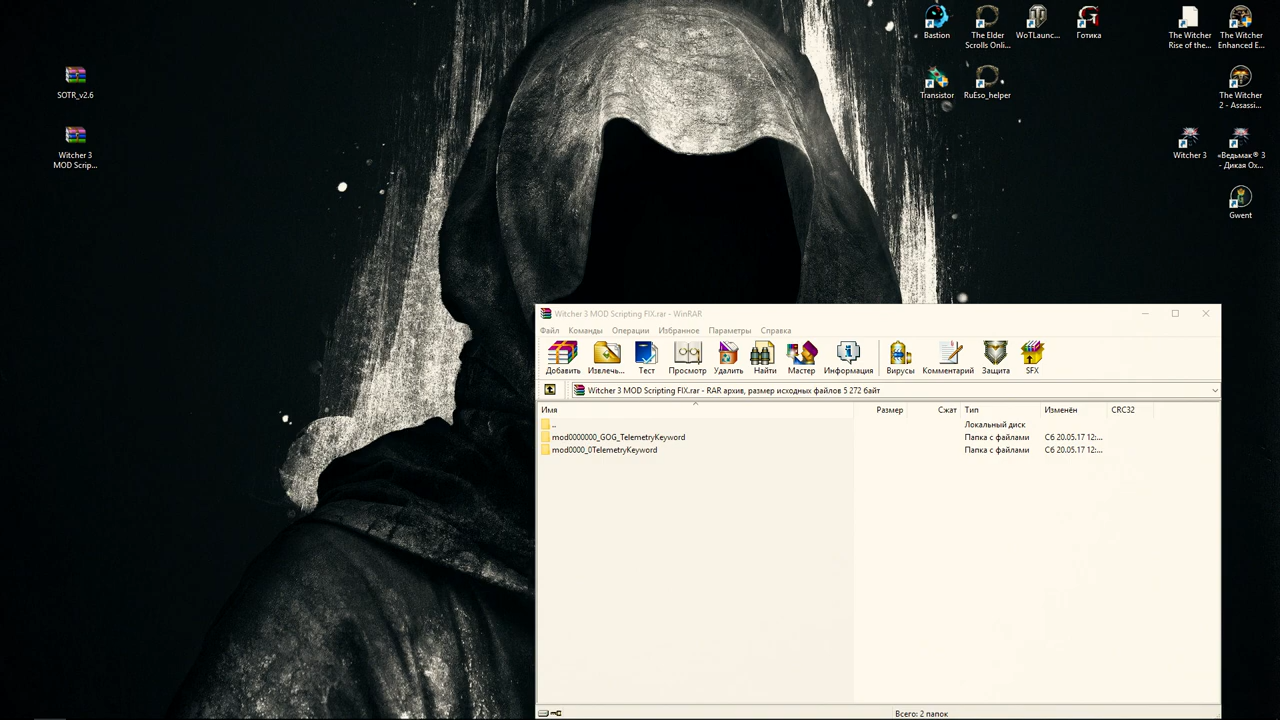 SOTR_v2.6
Witcher 3
MOD Scrip...
Bastion
The Elder
Scrolls Onli...
WoTLaunc...
Готика
The Witcher
Rise of the...
The Witcher
Enhanced E...
Transistor
RuEso_helper
The Witcher
2 - Assassi...
Witcher 3
«Ведьмак® 3
- Дикая Ох...
Gwent
Witcher 3 MOD Scripting FIX.rar - WinRAR
Файл Команды Операции Избранное Параметры Справка
Добавить Извлечь... Тест Просмотр Удалить Найти Мастер Информация Вирусы Комментарий Защита SFX
Witcher 3 MOD Scripting FIX.rar - RAR архив, размер исходных файлов 5 272 байт
Имя Размер Сжат Тип Изменён CRC32
.. Локальный диск
mod0000000_GOG_TelemetryKeyword Папка с файлами Сб 20.05.17 12:...
mod0000_0TelemetryKeyword Папка с файлами Сб 20.05.17 12:...
Всего: 2 папок